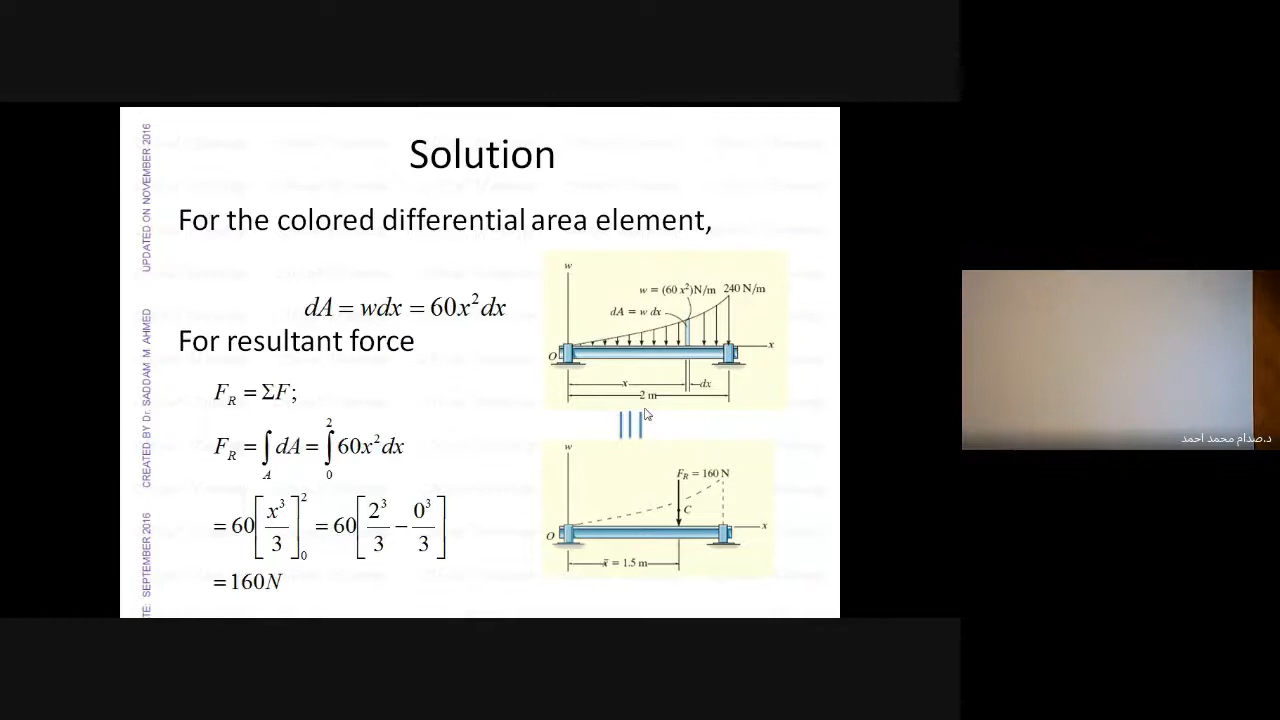 Solution
For the colored differential area element,
dA = wdx = 60x²dx
For resultant force
F_R = ΣF;
F_R = ∫_A dA = ∫_0^2 60x²dx
= 60[x³/3]_0^2 = 60[2³/3 − 0³/3]
= 160N
w
w = (60 x²)N/m 240 N/m
dA = w dx
O
x
x
dx
2 m
w
F_R = 160 N
C
O
x
x̄ = 1.5 m
UPDATED ON NOVEMBER 2016
CREATED BY Dr. SADDAM M. AHMED
TE: SEPTEMBER 2016
د.صدام محمد احمد